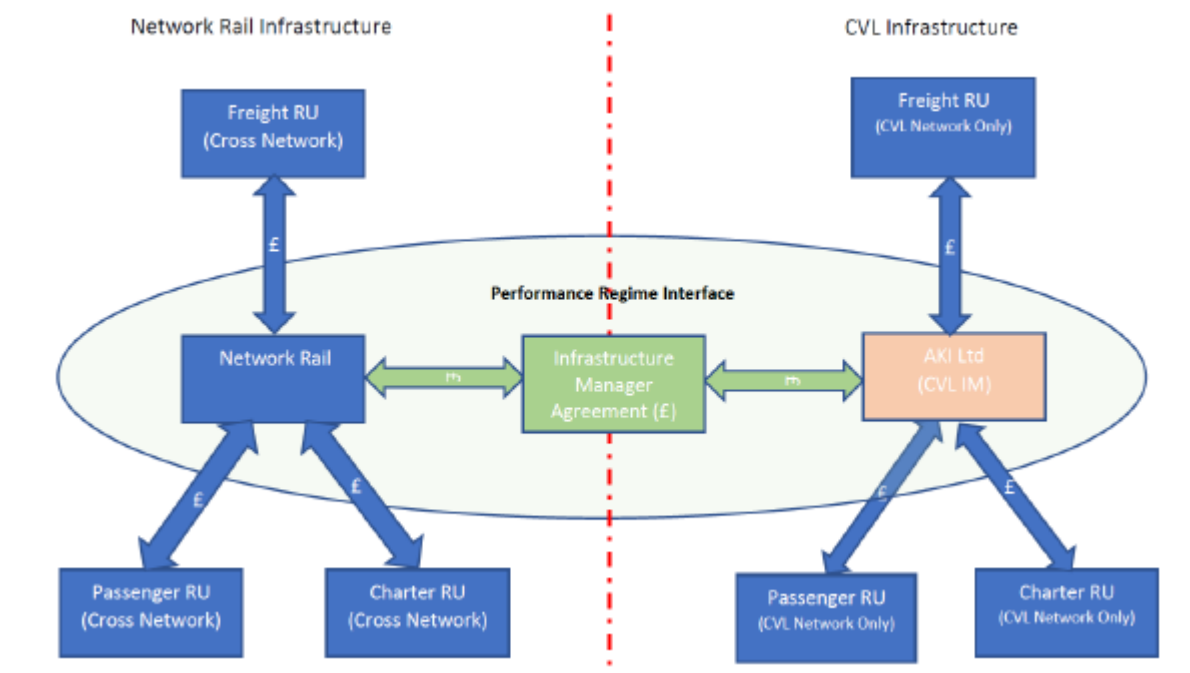 Network Rail Infrastructure
CVL Infrastructure
Freight RU
(Cross Network)
Freight RU
(CVL Network Only)
£
£
Performance Regime Interface
Network Rail
£
Infrastructure
Manager
Agreement (£)
£
AKI Ltd
(CVL IM)
£
£
£
£
Passenger RU
(Cross Network)
Charter RU
(Cross Network)
Passenger RU
(CVL Network Only)
Charter RU
(CVL Network Only)